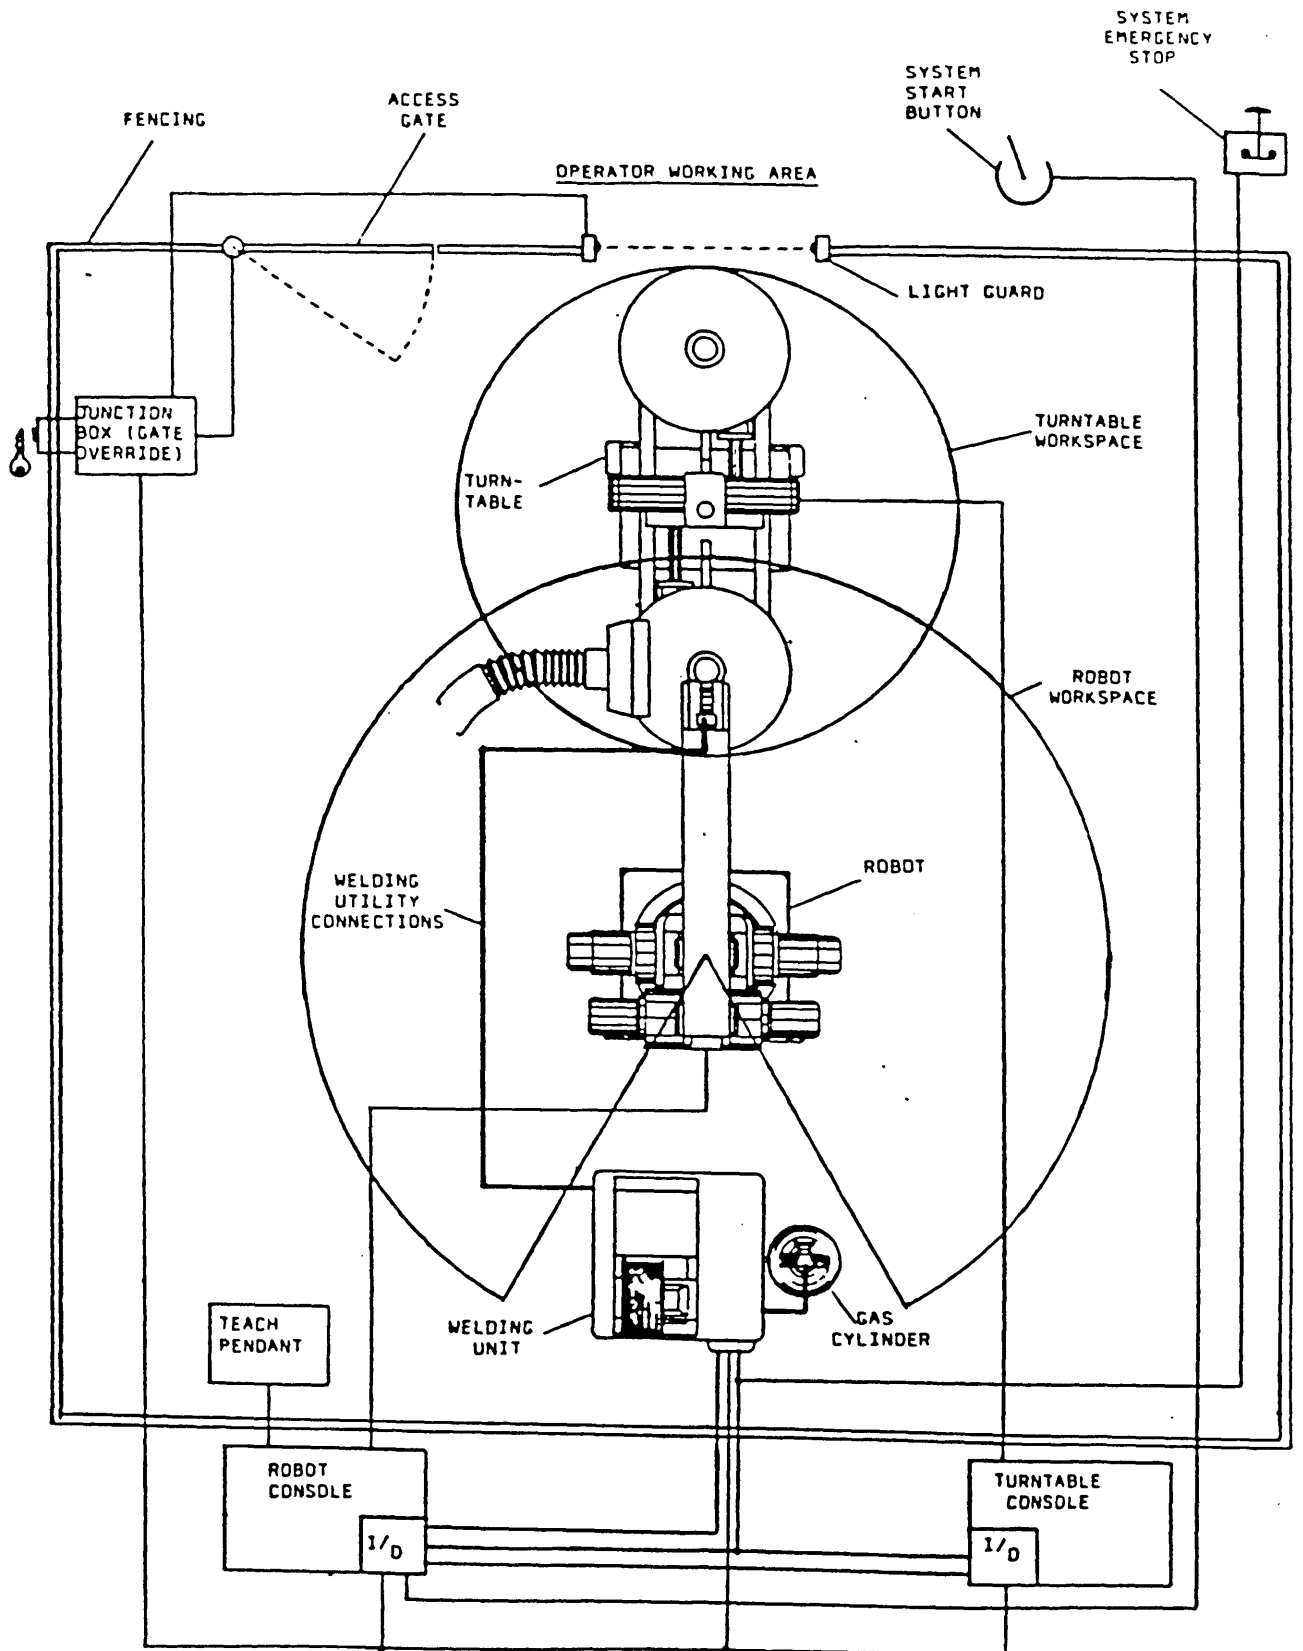 SYSTEM
EMERGENCY
STOP
SYSTEM
START
BUTTON
ACCESS
GATE
FENCING
OPERATOR WORKING AREA
LIGHT GUARD
JUNCTION
BOX (GATE
OVERRIDE)
TURNTABLE
WORKSPACE
TURN-
TABLE
ROBOT
WORKSPACE
ROBOT
WELDING
UTILITY
CONNECTIONS
TEACH
PENDANT
WELDING
UNIT
GAS
CYLINDER
ROBOT
CONSOLE
I/O
TURNTABLE
CONSOLE
I/O